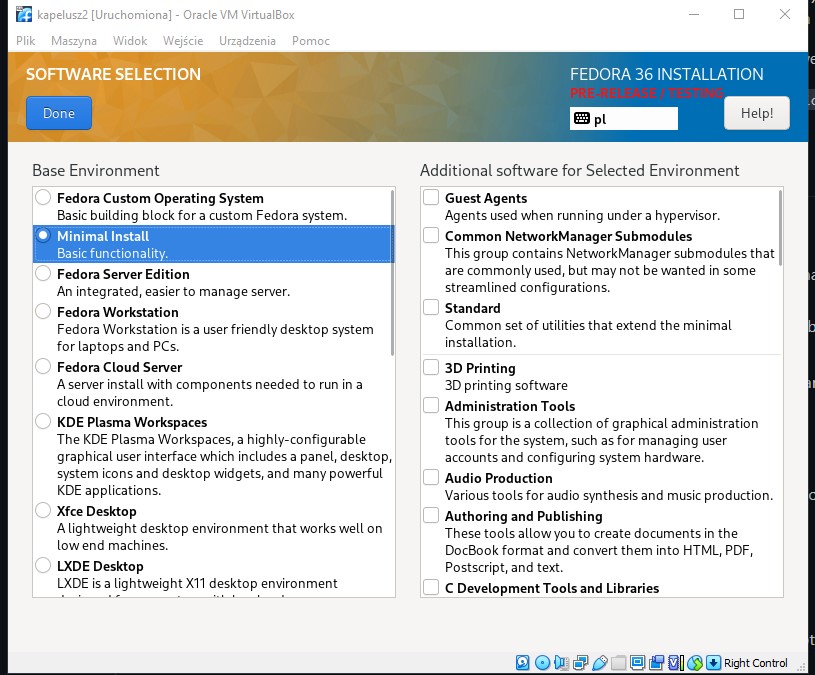 kapelusz2 [Uruchomiona] - Oracle VM VirtualBox
Plik Maszyna Widok Wejście Urządzenia Pomoc
SOFTWARE SELECTION
FEDORA 36 INSTALLATION
PRE-RELEASE / TESTING
Done
pl
Help!
Base Environment
Fedora Custom Operating System
Basic building block for a custom Fedora system.
Minimal Install
Basic functionality.
Fedora Server Edition
An integrated, easier to manage server.
Fedora Workstation
Fedora Workstation is a user friendly desktop system
for laptops and PCs.
Fedora Cloud Server
A server install with components needed to run in a
cloud environment.
KDE Plasma Workspaces
The KDE Plasma Workspaces, a highly-configurable
graphical user interface which includes a panel, desktop,
system icons and desktop widgets, and many powerful
KDE applications.
Xfce Desktop
A lightweight desktop environment that works well on
low end machines.
LXDE Desktop
LXDE is a lightweight X11 desktop environment
Additional software for Selected Environment
Guest Agents
Agents used when running under a hypervisor.
Common NetworkManager Submodules
This group contains NetworkManager submodules that
are commonly used, but may not be wanted in some
streamlined configurations.
Standard
Common set of utilities that extend the minimal
installation.
3D Printing
3D printing software
Administration Tools
This group is a collection of graphical administration
tools for the system, such as for managing user
accounts and configuring system hardware.
Audio Production
Various tools for audio synthesis and music production.
Authoring and Publishing
These tools allow you to create documents in the
DocBook format and convert them into HTML, PDF,
Postscript, and text.
C Development Tools and Libraries
Right Control